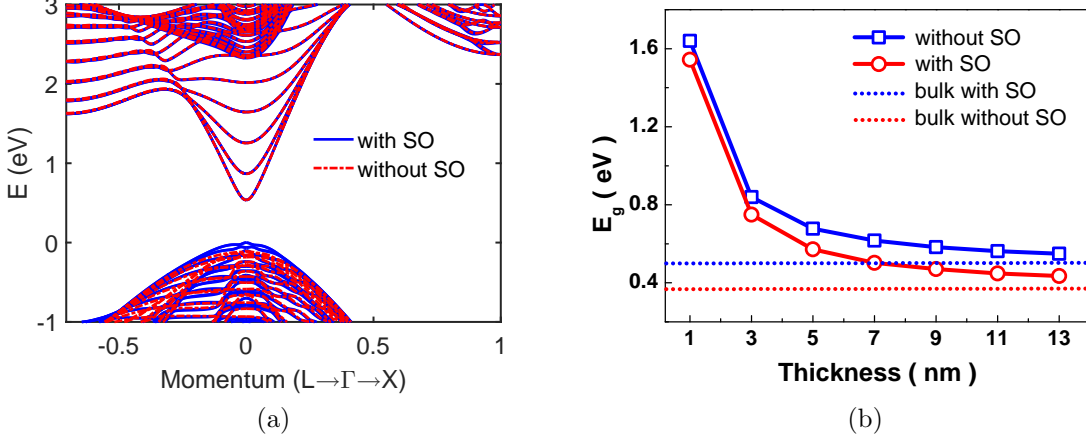 3
2
1
0
-1
E (eV)
-0.5
0
0.5
1
Momentum (L→Γ→X)
with SO
without SO
(a)
1.6
1.2
0.8
0.4
E_g ( eV )
1
3
5
7
9
11
13
Thickness ( nm )
without SO
with SO
bulk with SO
bulk without SO
(b)